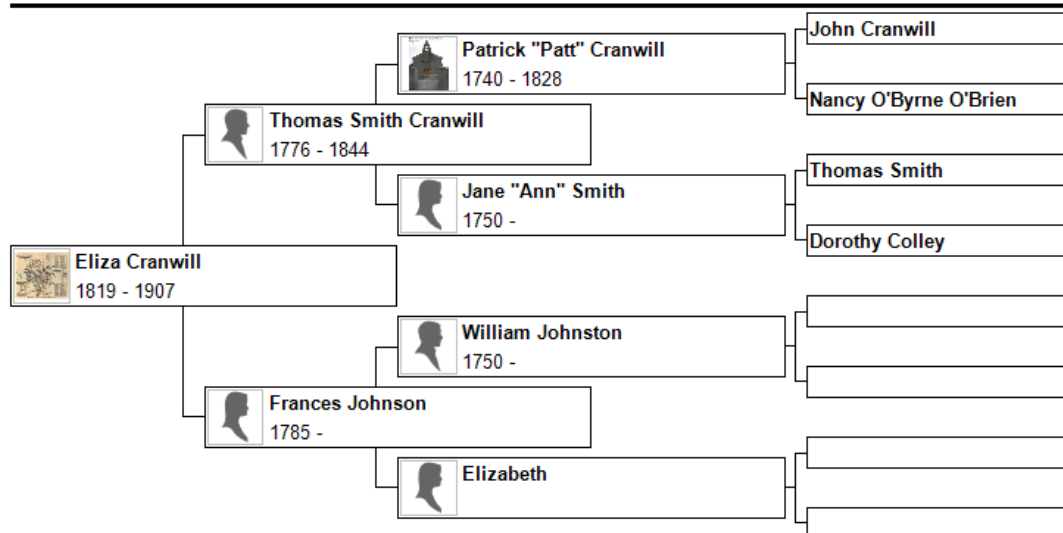 John Cranwill
Patrick "Patt" Cranwill
1740 - 1828
Nancy O'Byrne O'Brien
Thomas Smith Cranwill
1776 - 1844
Thomas Smith
Jane "Ann" Smith
1750 -
Dorothy Colley
Eliza Cranwill
1819 - 1907
William Johnston
1750 -
Frances Johnson
1785 -
Elizabeth